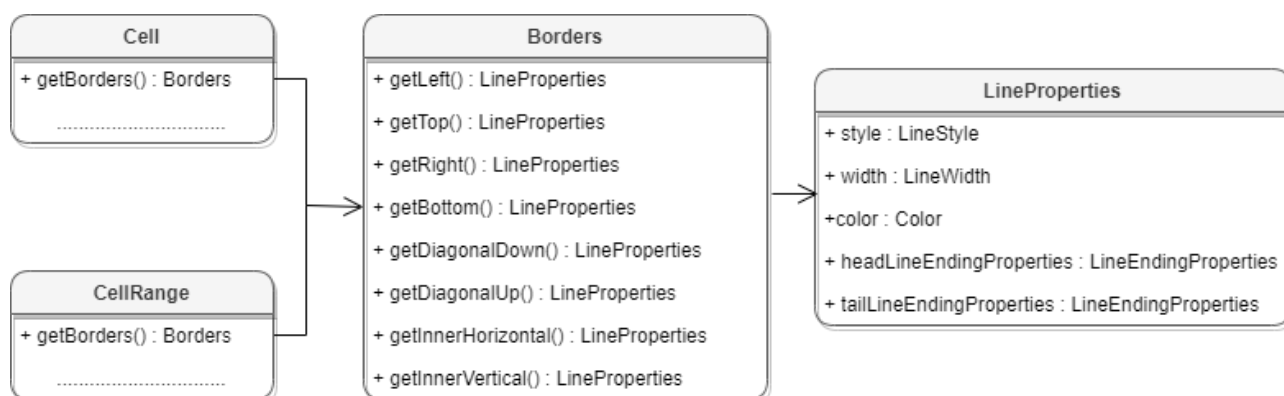 Cell
+ getBorders() : Borders
...............................
CellRange
+ getBorders() : Borders
...............................
Borders
+ getLeft() : LineProperties
+ getTop() : LineProperties
+ getRight() : LineProperties
+ getBottom() : LineProperties
+ getDiagonalDown() : LineProperties
+ getDiagonalUp() : LineProperties
+ getInnerHorizontal() : LineProperties
+ getInnerVertical() : LineProperties
LineProperties
+ style : LineStyle
+ width : LineWidth
+color : Color
+ headLineEndingProperties : LineEndingProperties
+ tailLineEndingProperties : LineEndingProperties